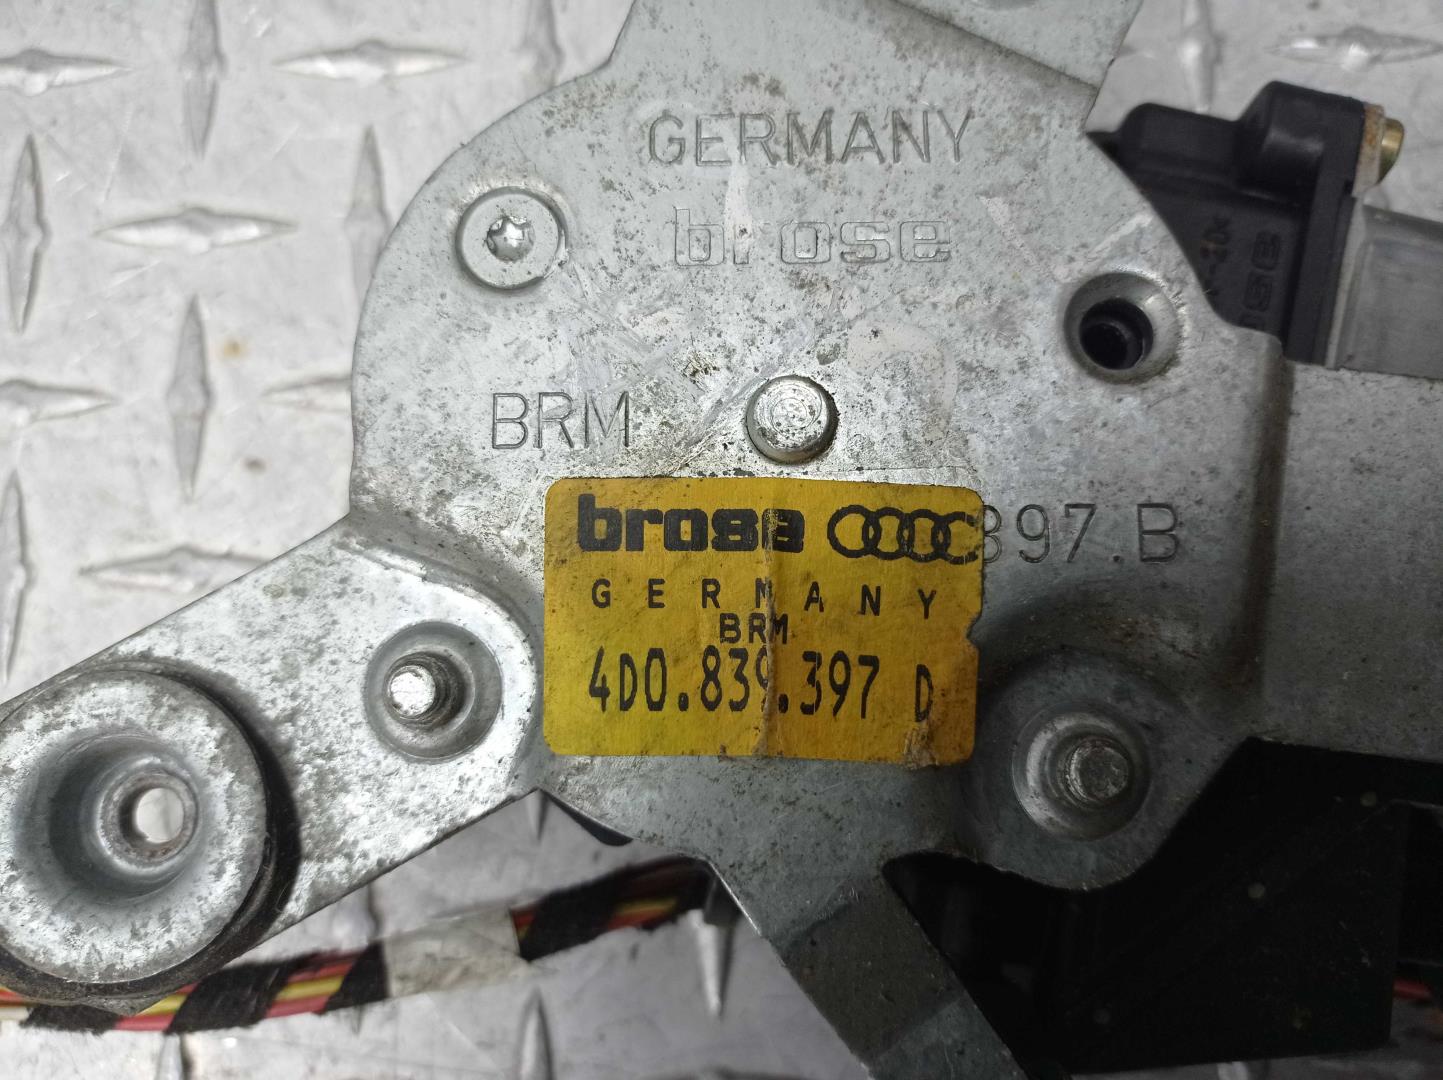 GERMANY
brose
BRM
397.B
brose
GERMANY
BRM
4D0.839.397 D